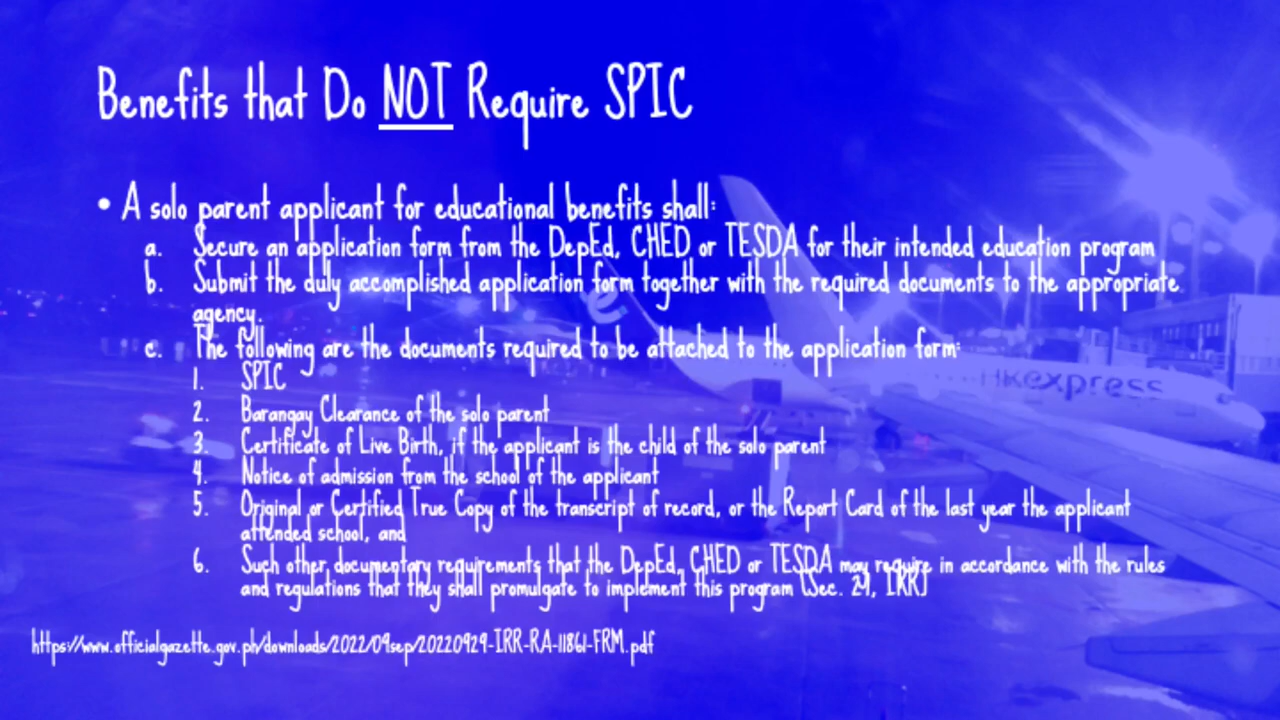 Benefits that Do NOT Require SPIC
• A solo parent applicant for educational benefits shall:
a. Secure an application form from the DepEd, CHED or TESDA for their intended education program
b. Submit the duly accomplished application form together with the required documents to the appropriate
agency.
c. The following are the documents required to be attached to the application form:
1. SPIC
2. Barangay Clearance of the solo parent
3. Certificate of Live Birth, if the applicant is the child of the solo parent
4. Notice of admission from the school of the applicant
5. Original or Certified True Copy of the transcript of record, or the Report Card of the last year the applicant
attended school, and
6. Such other documentary requirements that the DepEd, CHED or TESDA may require in accordance with the rules
and regulations that they shall promulgate to implement this program (Sec. 29, IRR)
HKexpress
https://www.officialgazette.gov.ph/downloads/2022/09sep/20220929-IRR-RA-11861-FRM.pdf